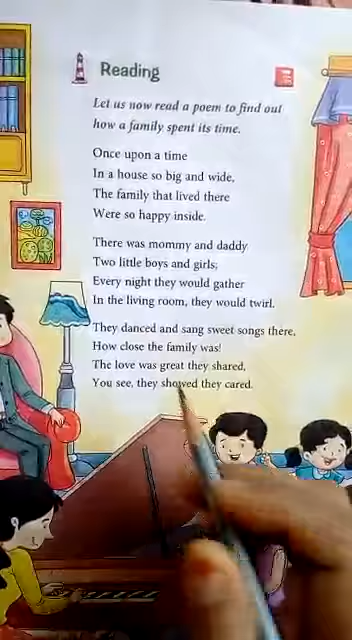 Reading
Let us now read a poem to find out
how a family spent its time.
Once upon a time
In a house so big and wide,
The family that lived there
Were so happy inside.
There was mommy and daddy
Two little boys and girls;
Every night they would gather
In the living room, they would twirl.
They danced and sang sweet songs there,
How close the family was!
The love was great they shared,
You see, they showed they cared.